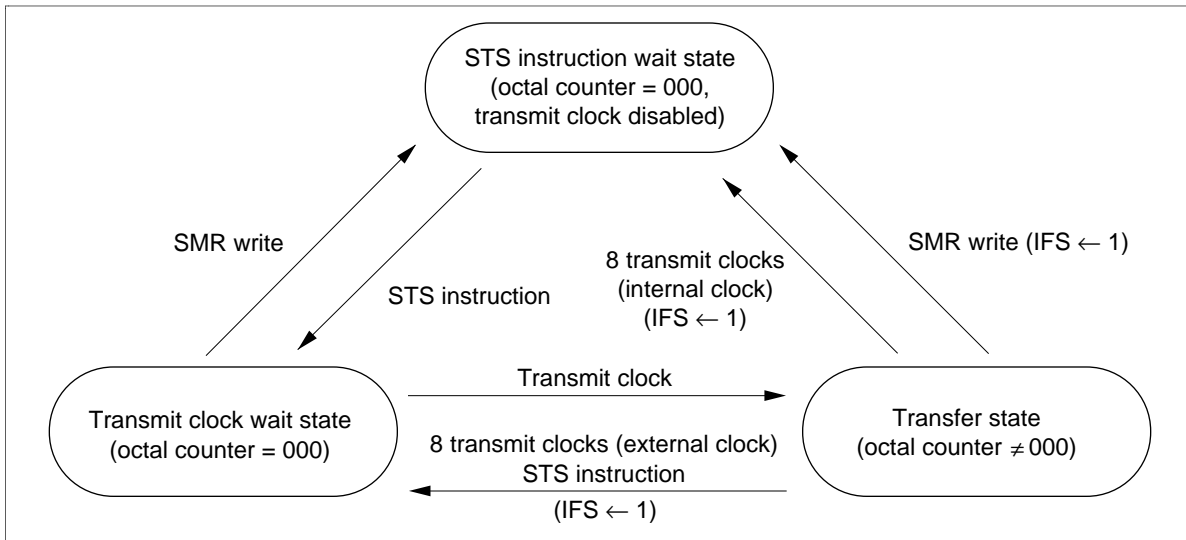 STS instruction wait state
(octal counter = 000,
transmit clock disabled)
SMR write
STS instruction
8 transmit clocks
(internal clock)
(IFS ← 1)
SMR write (IFS ← 1)
Transmit clock wait state
(octal counter = 000)
Transmit clock
8 transmit clocks (external clock)
STS instruction
(IFS ← 1)
Transfer state
(octal counter ≠ 000)